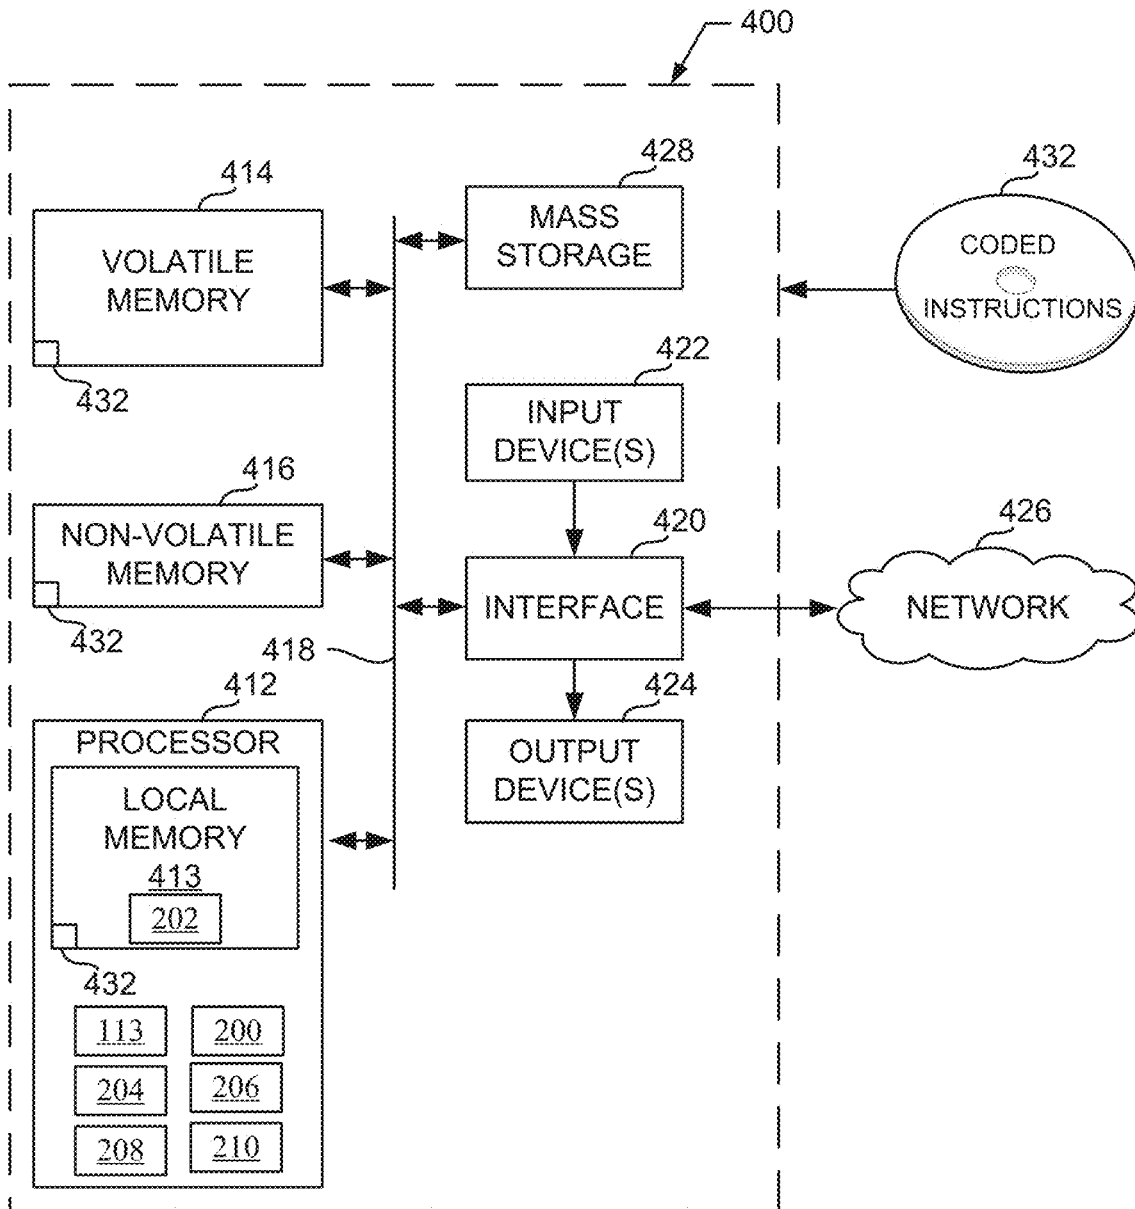 400
414
VOLATILE
MEMORY
432
428
MASS
STORAGE
432
CODED
INSTRUCTIONS
422
INPUT
DEVICE(S)
416
NON-VOLATILE
MEMORY
432
420
INTERFACE
426
NETWORK
418
412
PROCESSOR
LOCAL
MEMORY
413
202
432
424
OUTPUT
DEVICE(S)
113
200
204
206
208
210